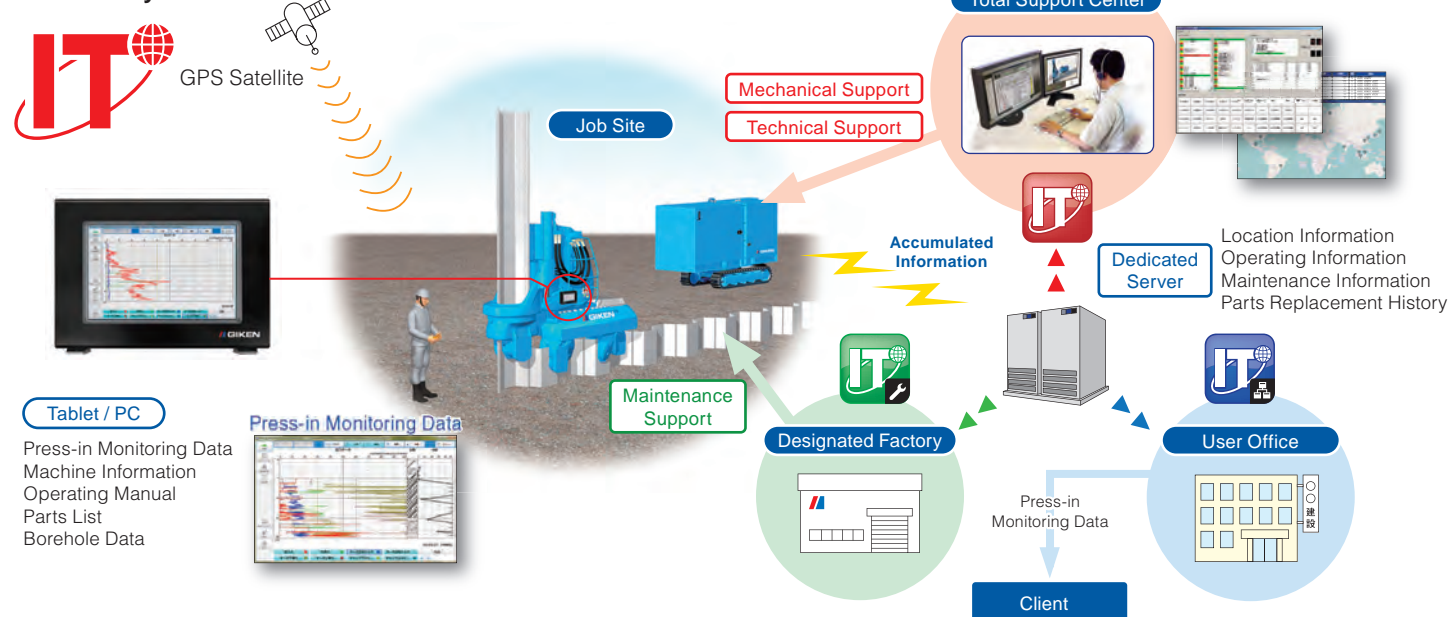 Total Support Center
IT
GPS Satellite
Mechanical Support
Technical Support
Job Site
Accumulated
Information
IT
Dedicated
Server
Location Information
Operating Information
Maintenance Information
Parts Replacement History
GIKEN
GIKEN
Maintenance
Support
IT
IT
Tablet / PC
Press-in Monitoring Data
Machine Information
Operating Manual
Parts List
Borehole Data
Press-in Monitoring Data
Designated Factory
User Office
○○建設
Press-in
Monitoring Data
Client